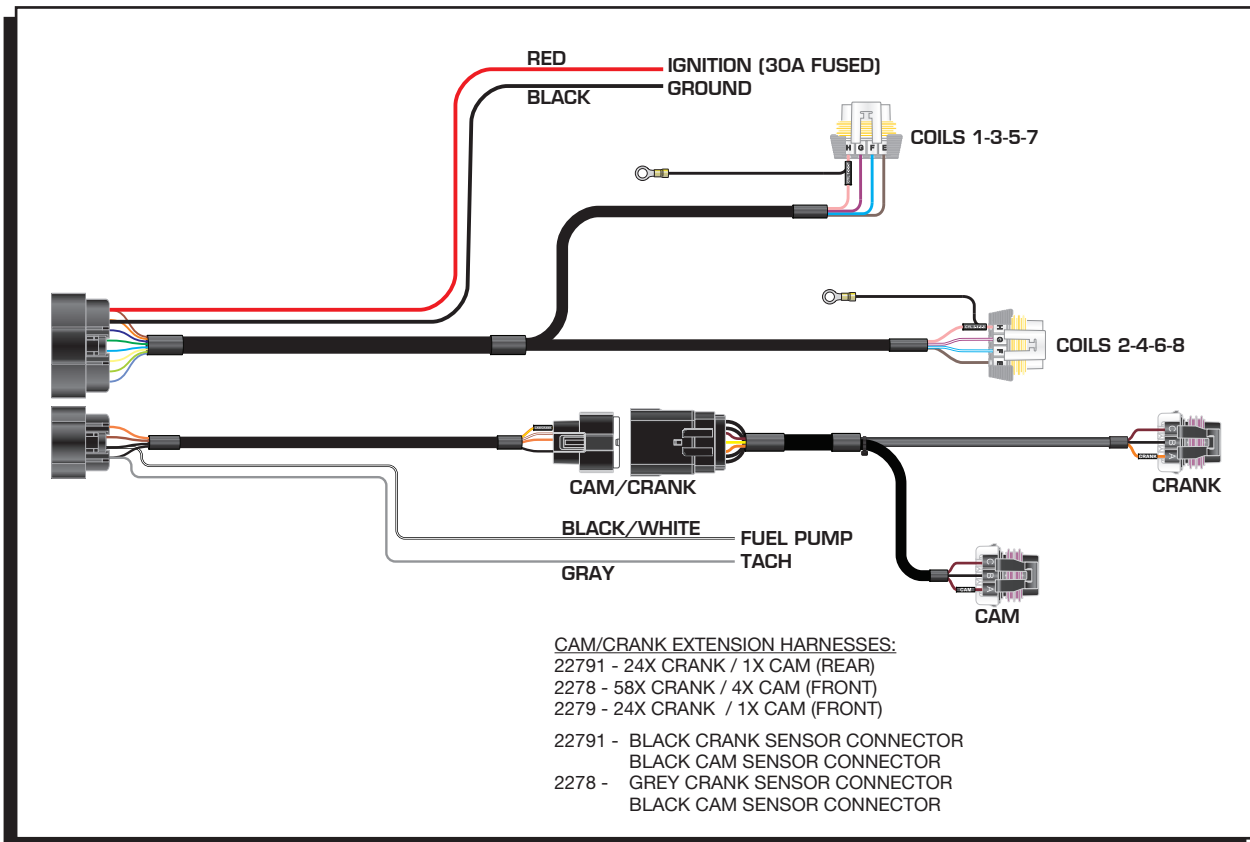 RED
IGNITION (30A FUSED)
BLACK
GROUND
H G F E
COILS 1-3-5-7
H
G
F
E
COILS 2-4-6-8
CAM/CRANK
C
B
A
CRANK
CRANK
BLACK/WHITE
FUEL PUMP
GRAY
TACH
C
B
A
CAM
CAM
CAM/CRANK EXTENSION HARNESSES:
22791 - 24X CRANK / 1X CAM (REAR)
2278 - 58X CRANK / 4X CAM (FRONT)
2279 - 24X CRANK / 1X CAM (FRONT)
22791 - BLACK CRANK SENSOR CONNECTOR
BLACK CAM SENSOR CONNECTOR
2278 - GREY CRANK SENSOR CONNECTOR
BLACK CAM SENSOR CONNECTOR